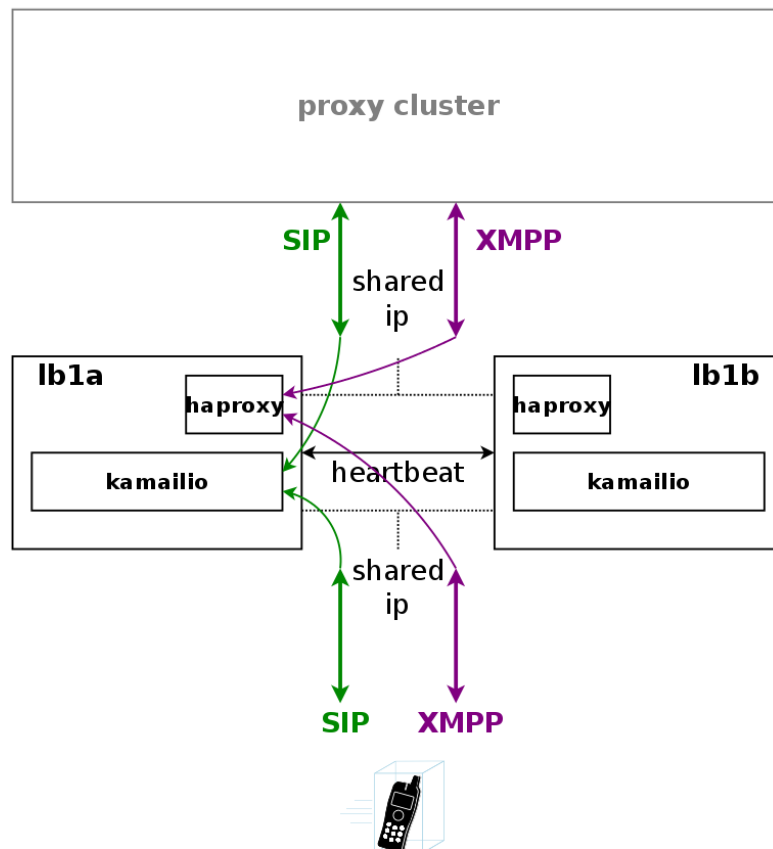 proxy cluster
SIP
XMPP
shared
ip
lb1a
lb1b
haproxy
haproxy
heartbeat
kamailio
kamailio
shared
ip
SIP
XMPP